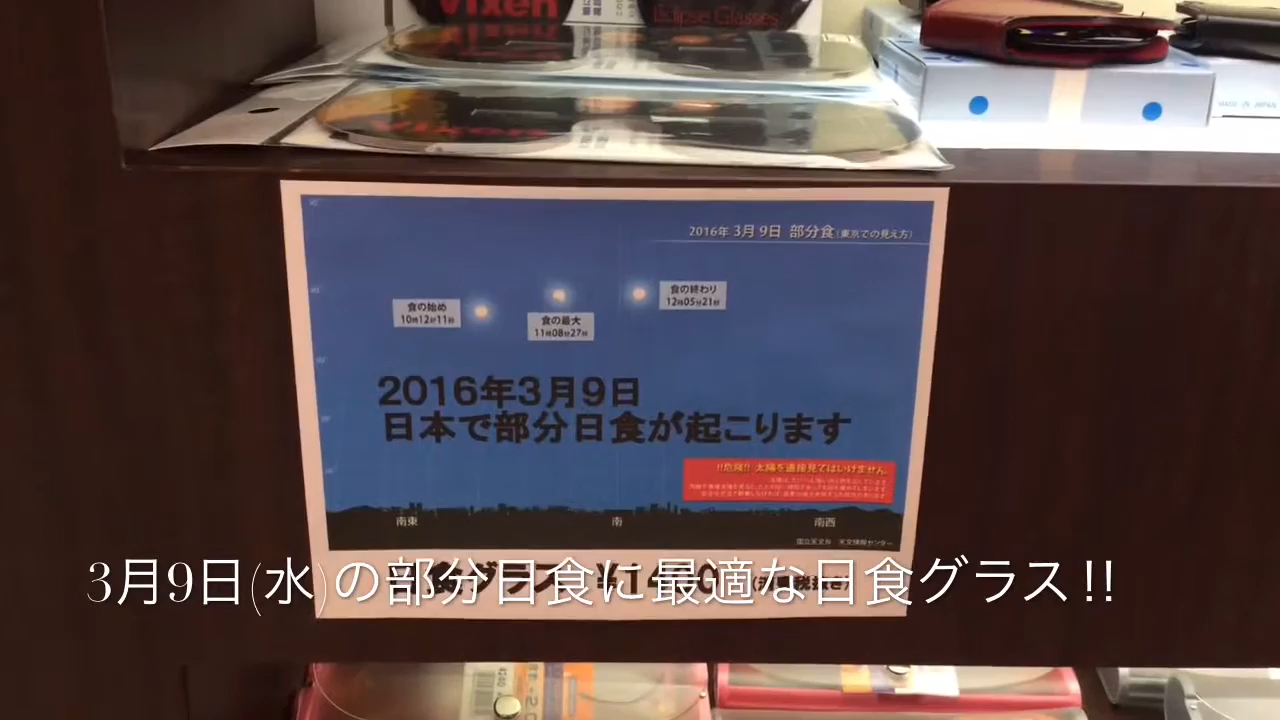 Vixen
Eclipse Glasses
Vixen
MADE IN JAPAN
2016年 3月 9日 部分食(東京での見え方)
食の始め
10時12分11秒
食の最大
11時08分27秒
食の終わり
12時05分21秒
2016年3月9日
日本で部分日食が起こります
!!危険!! 太陽を直接見てはいけません。
南東
南
南西
国立天文台 天文情報センター
3月9日(水)の部分日食に最適な日食グラス!!